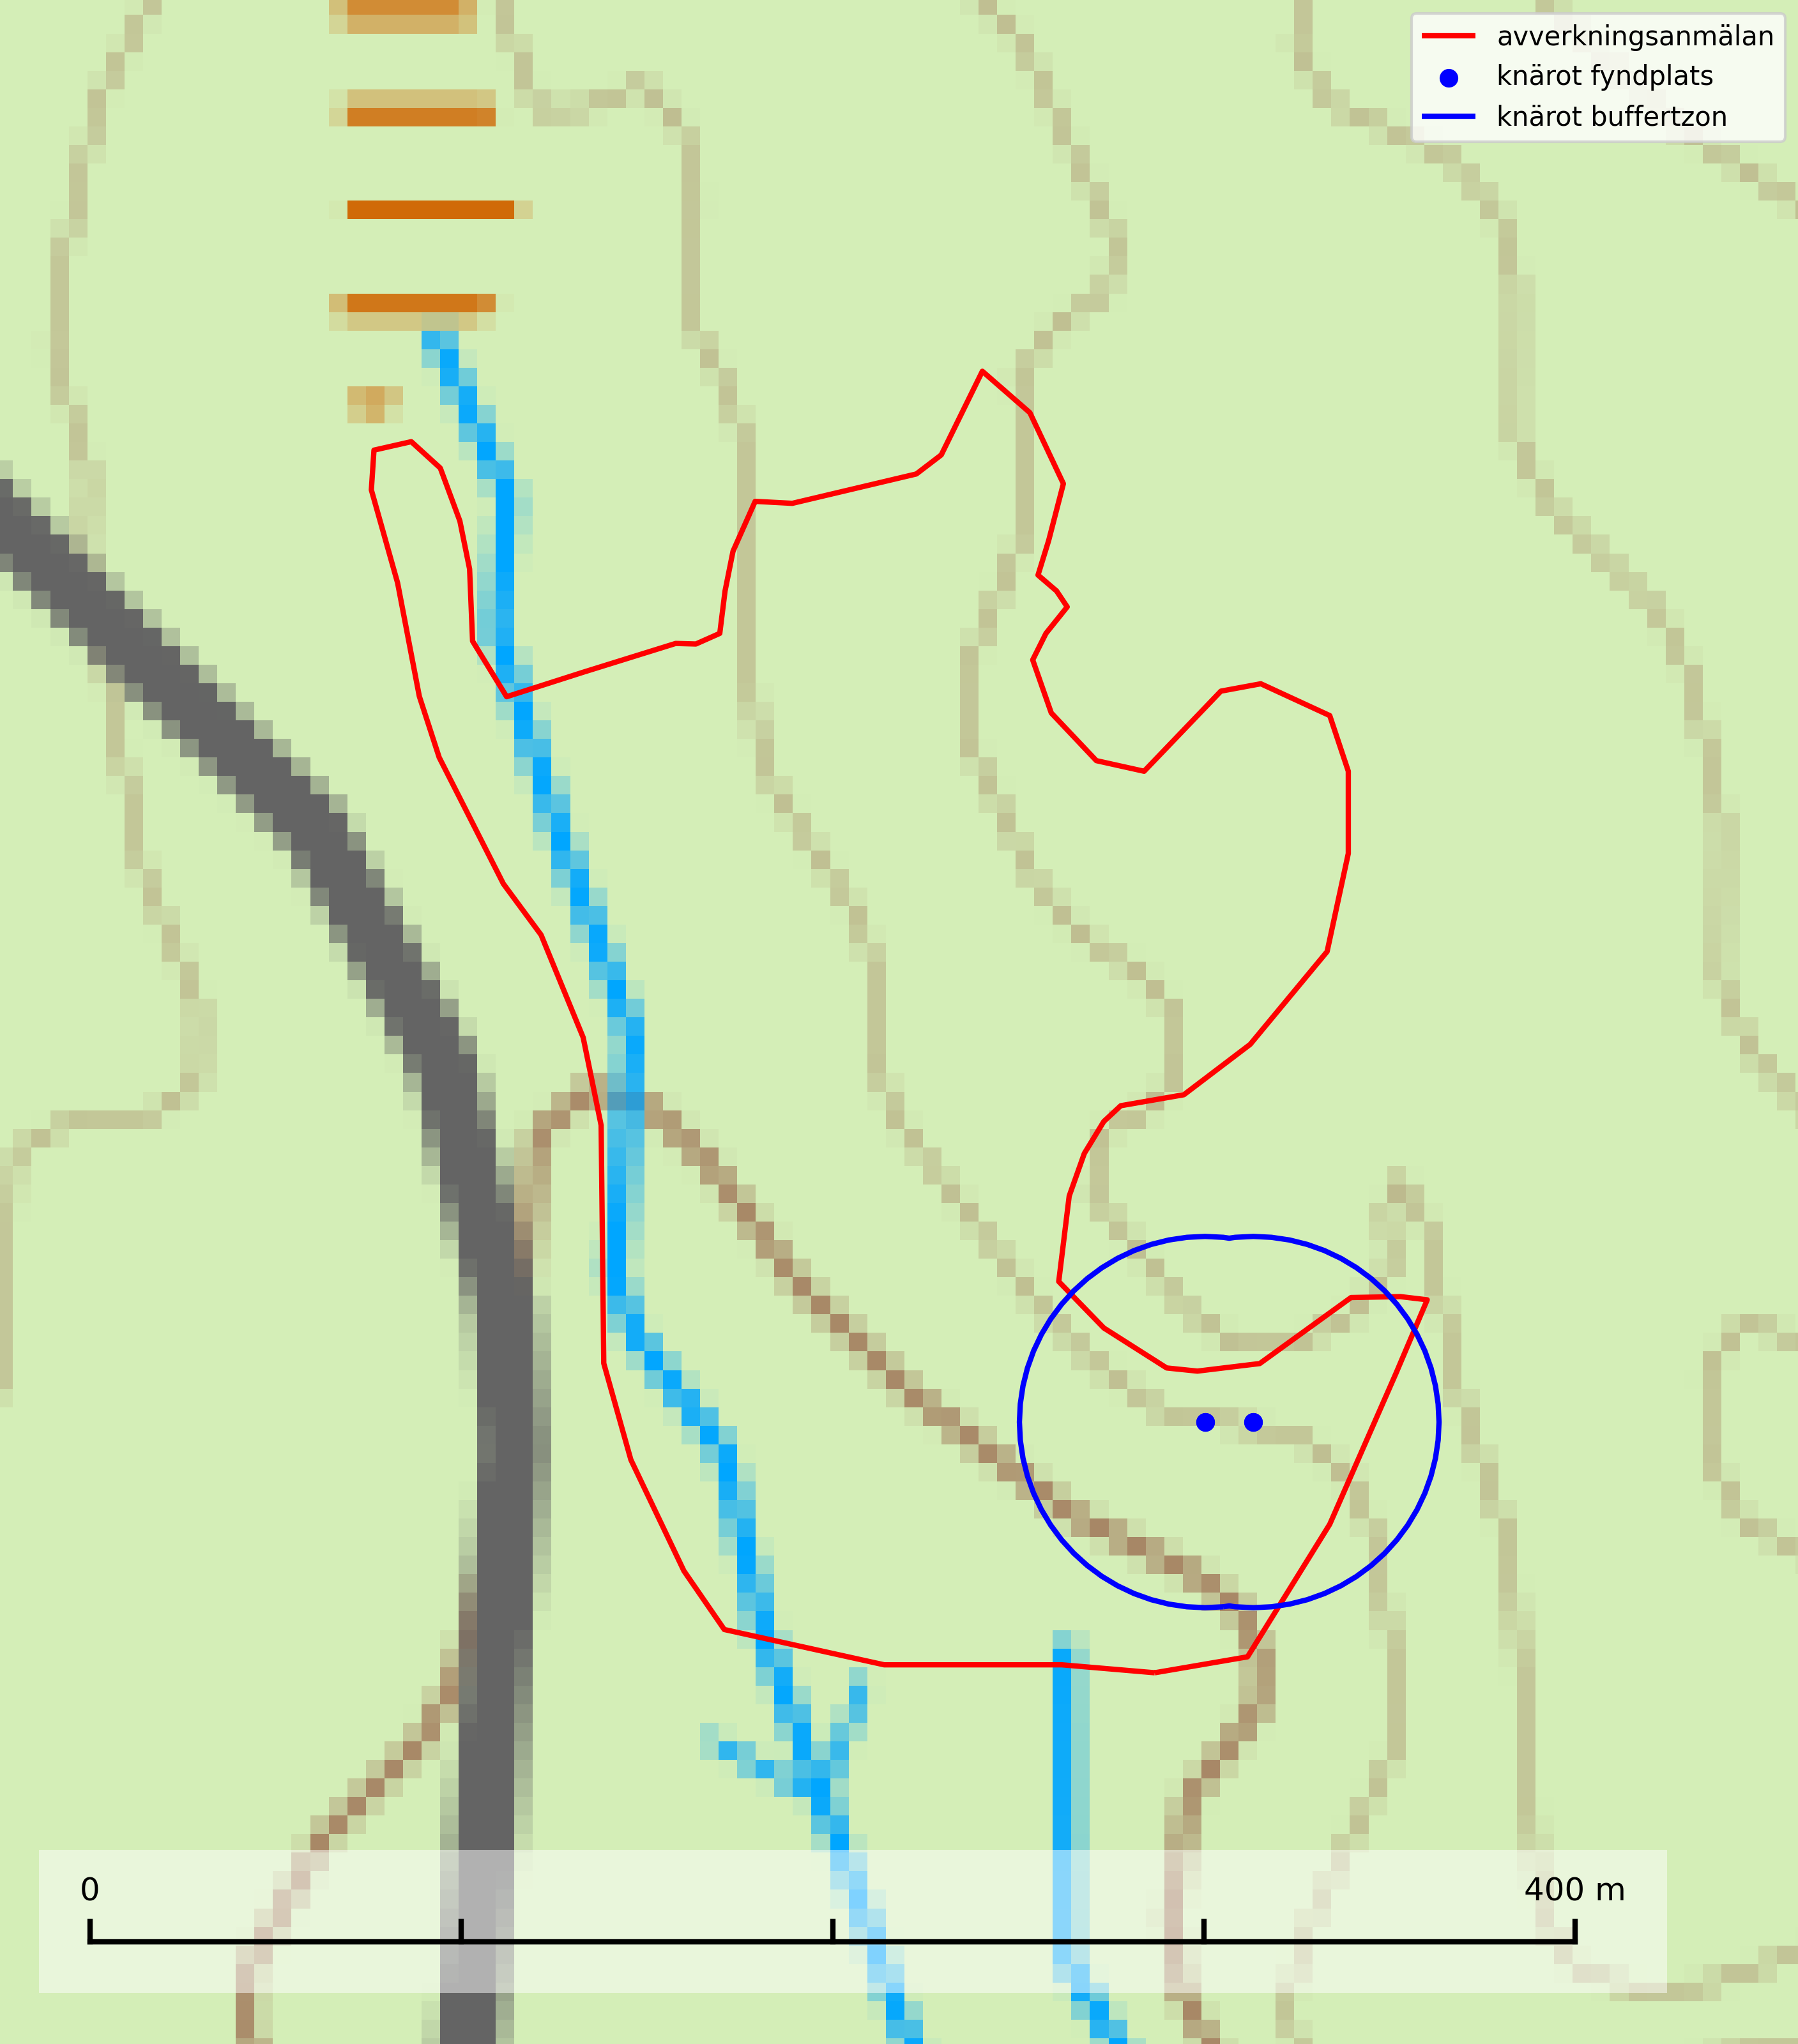 avverkningsanmälan
knärot fyndplats
knärot buffertzon
0
400 m